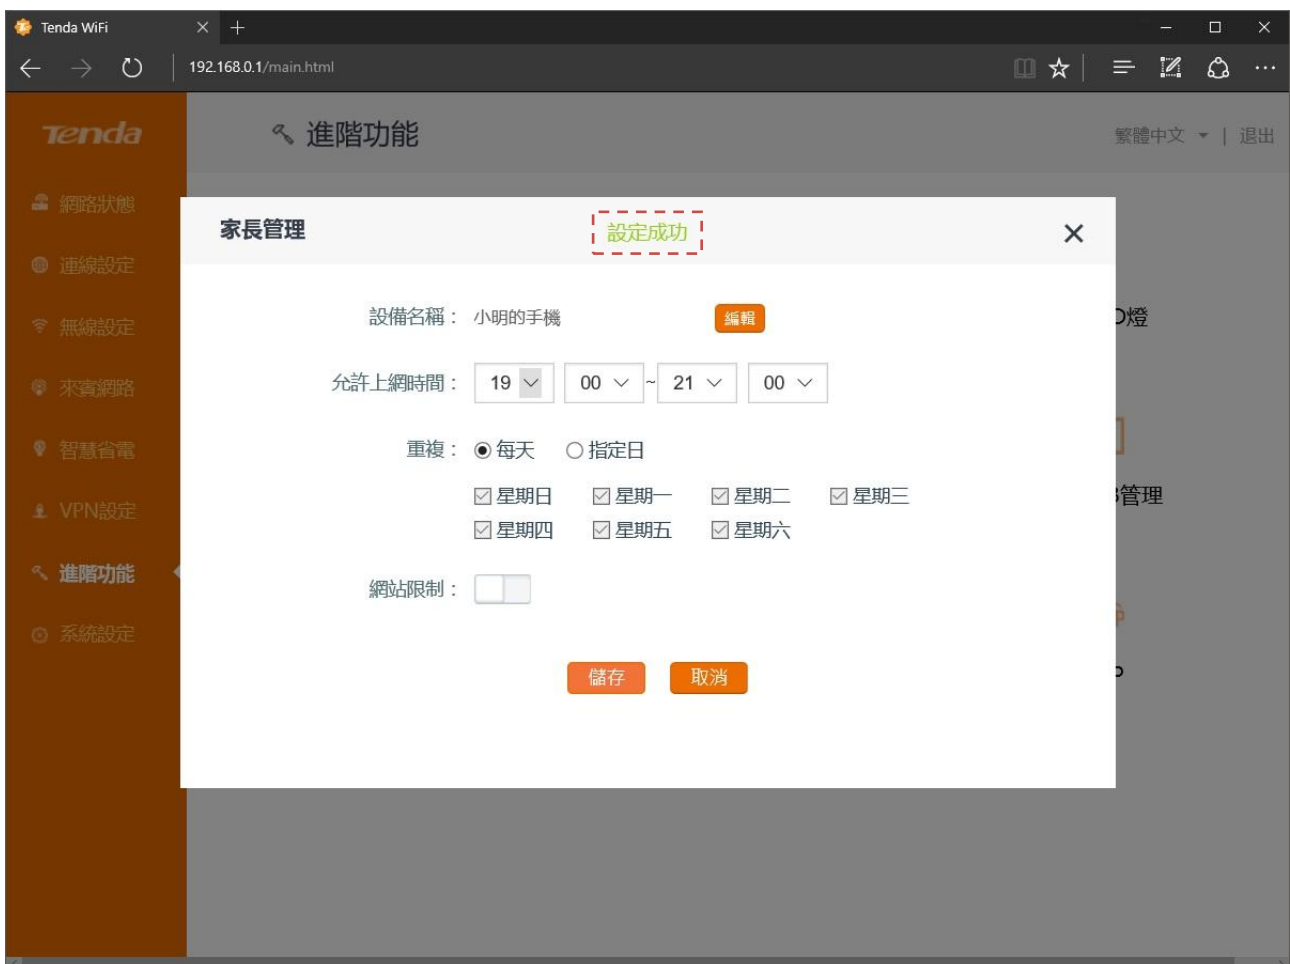 Tenda WiFi
192.168.0.1/main.html
Tenda
進階功能
繁體中文 | 退出
網路狀態
連線設定
無線設定
來賓網路
智慧省電
VPN設定
進階功能
系統設定
家長管理
設定成功
設備名稱： 小明的手機 編輯
允許上網時間： 19 00 ~ 21 00
重複： 每天 指定日
星期日 星期一 星期二 星期三
星期四 星期五 星期六
網站限制：
儲存 取消
燈
管理